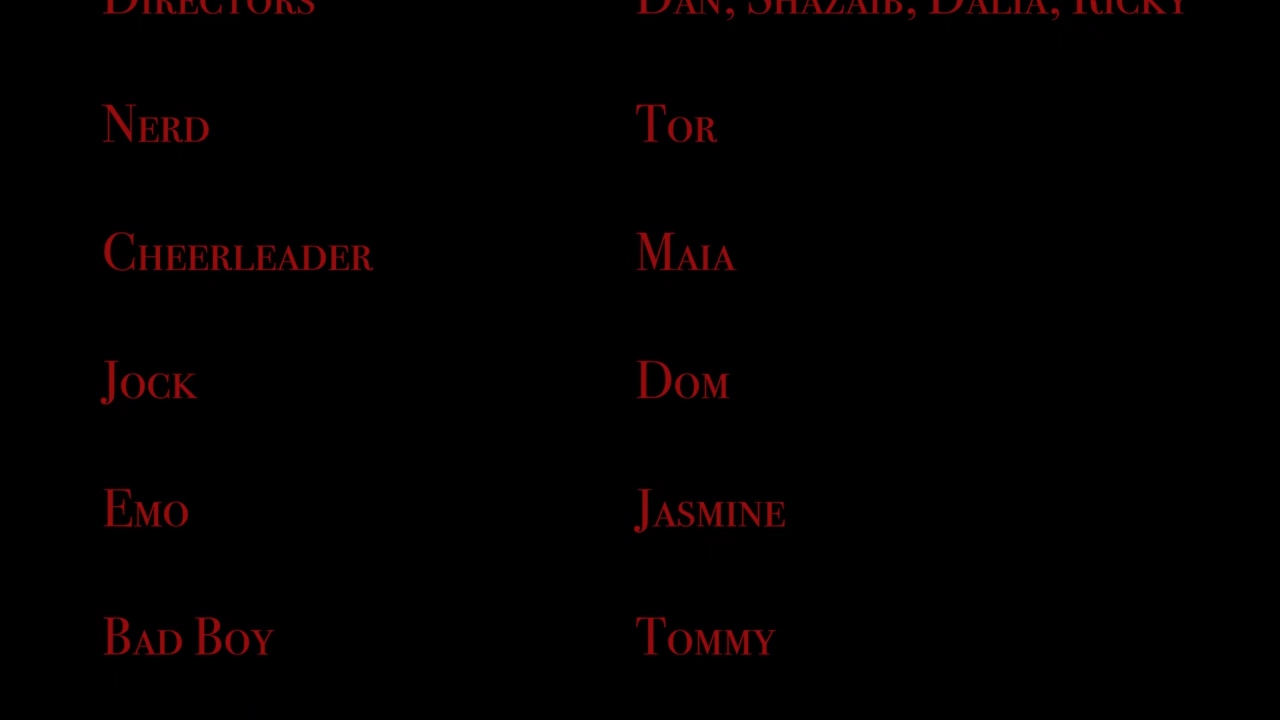 Directors Dan, Shazaib, Dalia, Ricky
Nerd Tor
Cheerleader Maia
Jock Dom
Emo Jasmine
Bad Boy Tommy